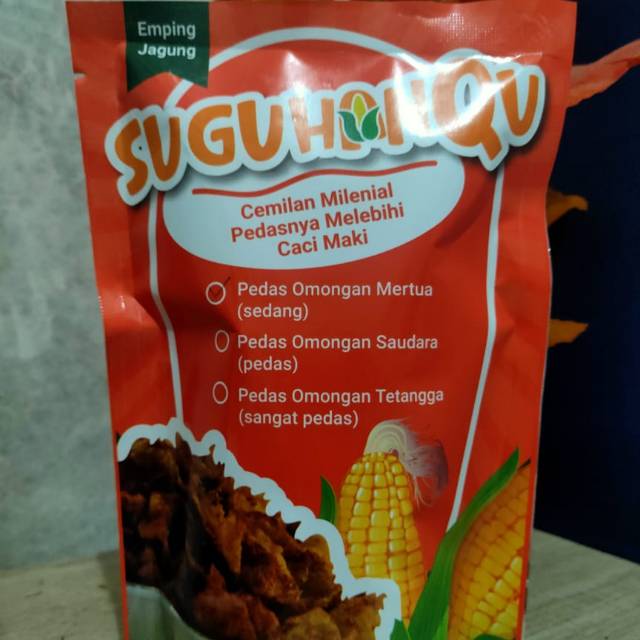 Emping
Jagung
SUGUHONQU
Cemilan Milenial
Pedasnya Melebihi
Caci Maki
Pedas Omongan Mertua
(sedang)
Pedas Omongan Saudara
(pedas)
Pedas Omongan Tetangga
(sangat pedas)